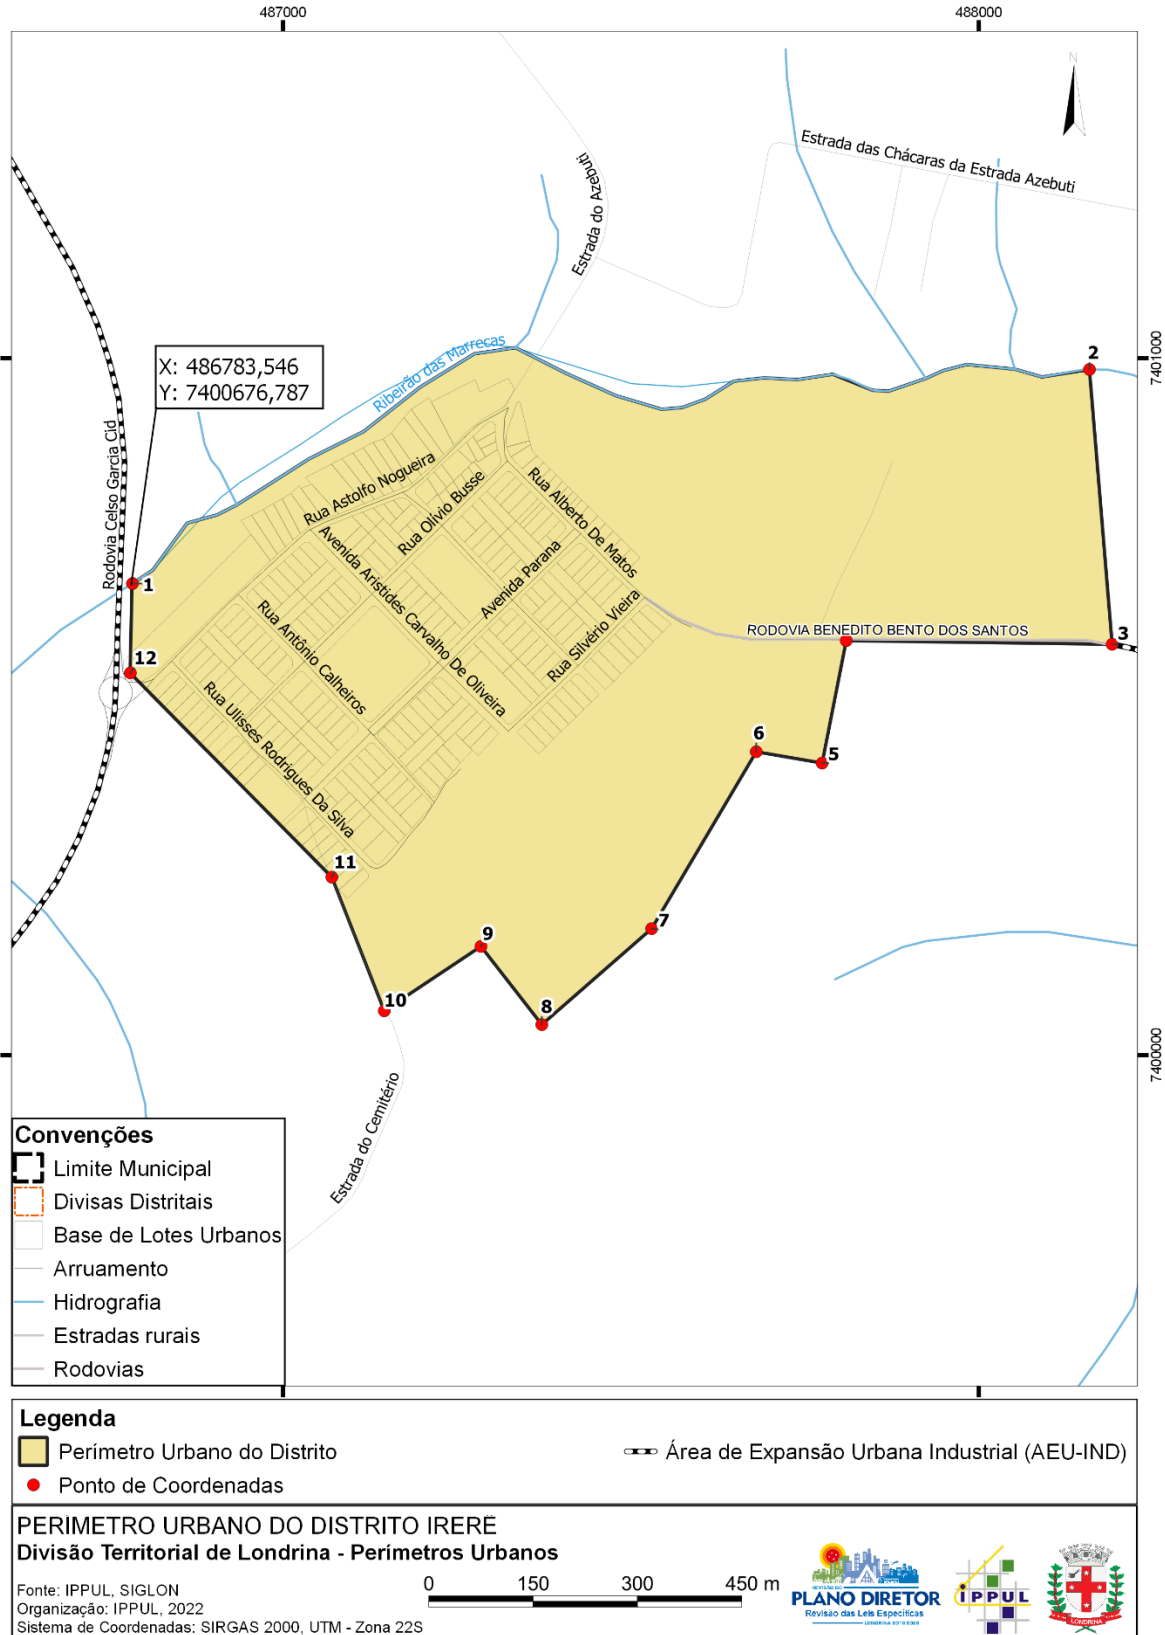 487000
488000
N
Estrada das Chácaras da Estrada Azebuti
Estrada do Azebuti
7401000
2
Ribeirão das Marrecas
X: 486783,546
Y: 7400676,787
Rodovia Celso Garcia Cid
Rua Astolfo Nogueira
Rua Olívio Busse
Rua Alberto De Matos
Avenida Aristides Carvalho De Oliveira
Avenida Parana
1
Rua Antônio Calheiros
Rua Silvério Vieira
RODOVIA BENEDITO BENTO DOS SANTOS
3
12
Rua Ulisses Rodrigues Da Silva
6
5
11
7
9
10
8
7400000
Estrada do Cemitério
Convenções
Limite Municipal
Divisas Distritais
Base de Lotes Urbanos
Arruamento
Hidrografia
Estradas rurais
Rodovias
Legenda
Perímetro Urbano do Distrito
Área de Expansão Urbana Industrial (AEU-IND)
Ponto de Coordenadas
PERÍMETRO URBANO DO DISTRITO IRERÊ
Divisão Territorial de Londrina - Perímetros Urbanos
Fonte: IPPUL, SIGLON
Organização: IPPUL, 2022
Sistema de Coordenadas: SIRGAS 2000, UTM - Zona 22S
0 150 300 450 m
REVISÃO DO
PLANO DIRETOR
Revisão das Leis Específicas
LONDRINA 2018/2028
IPPUL
LONDRINA